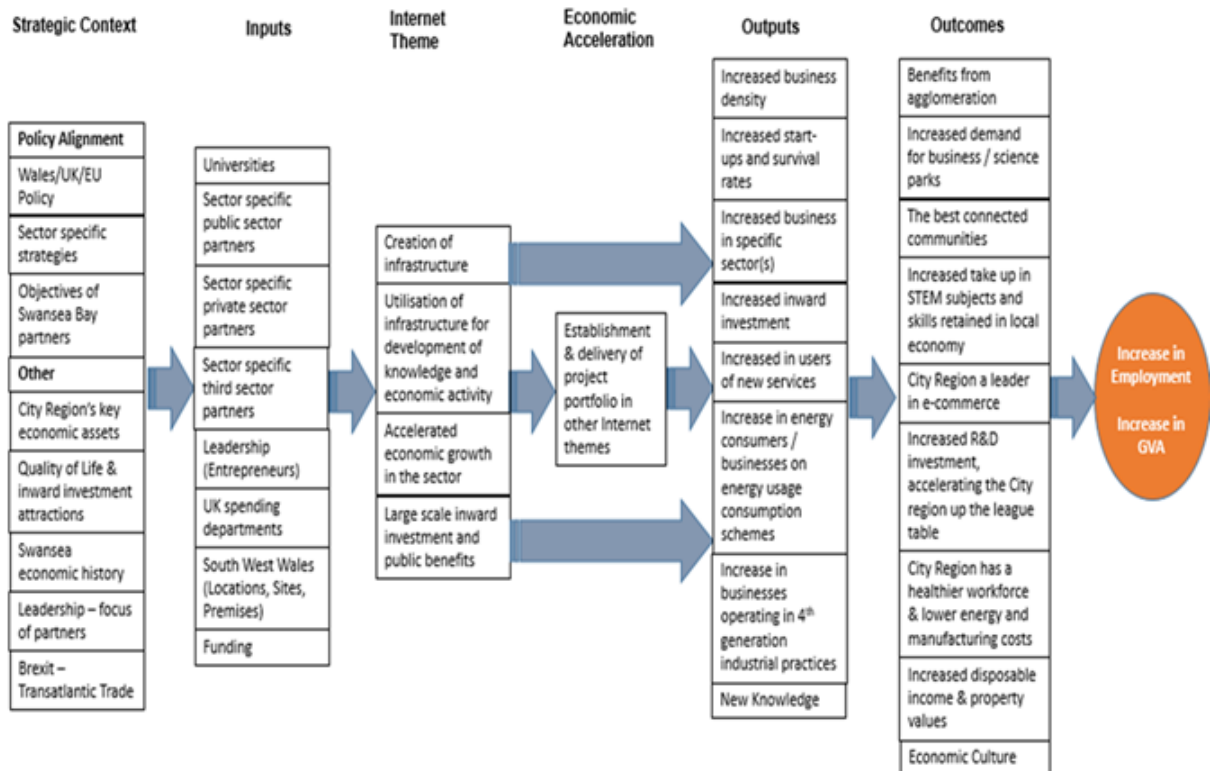 Strategic Context
Inputs
Internet
Theme
Economic
Acceleration
Outputs
Outcomes
Policy Alignment
Wales/UK/EU
Policy
Sector specific
strategies
Objectives of
Swansea Bay
partners
Other
City Region's key
economic assets
Quality of Life &
inward investment
attractions
Swansea
economic history
Leadership – focus
of partners
Brexit –
Transatlantic Trade
Universities
Sector specific
public sector
partners
Sector specific
private sector
partners
Sector specific
third sector
partners
Leadership
(Entrepreneurs)
UK spending
departments
South West Wales
(Locations, Sites,
Premises)
Funding
Creation of
infrastructure
Utilisation of
infrastructure for
development of
knowledge and
economic activity
Accelerated
economic growth
in the sector
Large scale inward
investment and
public benefits
Establishment
& delivery of
project
portfolio in
other Internet
themes
Increased business
density
Increased start-
ups and survival
rates
Increased business
in specific
sector(s)
Increased inward
investment
Increased in users
of new services
Increase in energy
consumers /
businesses on
energy usage
consumption
schemes
Increase in
businesses
operating in 4th
generation
industrial practices
New Knowledge
Benefits from
agglomeration
Increased demand
for business / science
parks
The best connected
communities
Increased take up in
STEM subjects and
skills retained in local
economy
City Region a leader
in e-commerce
Increased R&D
investment,
accelerating the City
region up the league
table
City Region has a
healthier workforce
& lower energy and
manufacturing costs
Increased disposable
income & property
values
Economic Culture
Increase in
Employment
Increase in
GVA